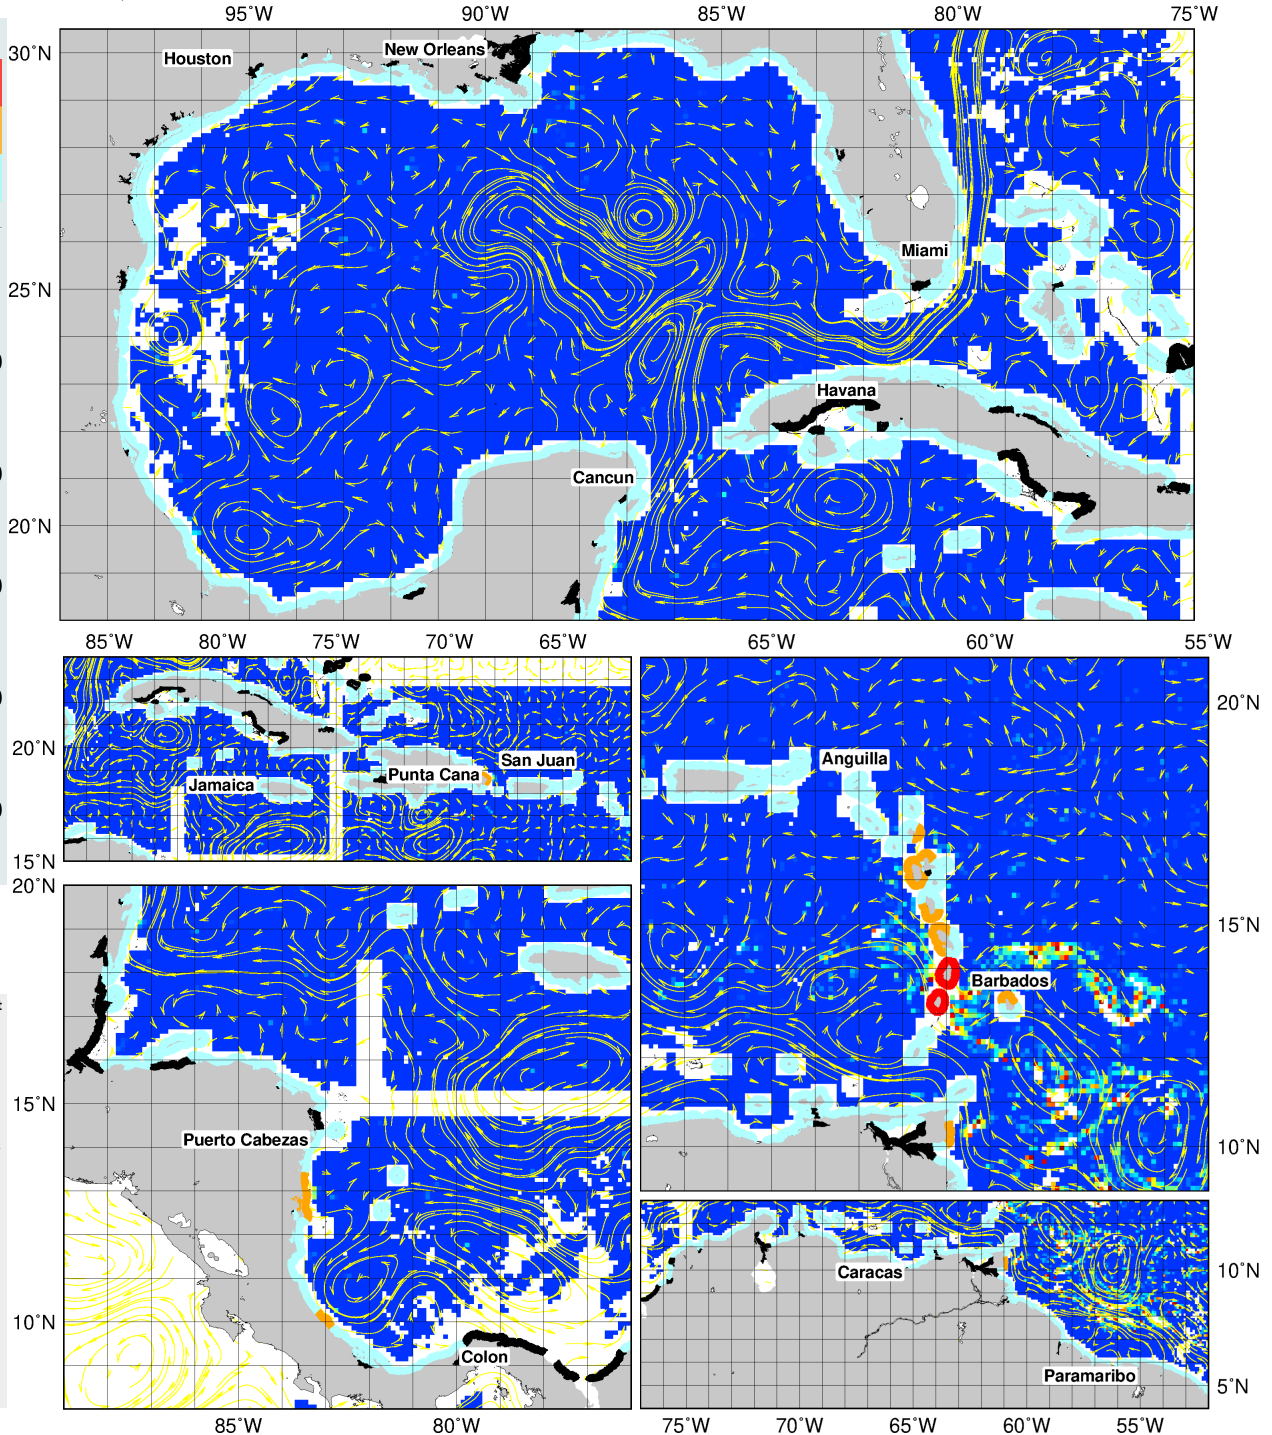 95°W 90°W 85°W 80°W 75°W
30°N
Houston
New Orleans
Miami
25°N
Havana
Cancun
20°N
85°W 80°W 75°W 70°W 65°W
65°W 60°W 55°W
20°N
20°N
San Juan
Punta Cana
Jamaica
Anguilla
15°N
20°N
15°N
Barbados
15°N
Puerto Cabezas
10°N
Caracas
10°N
10°N
Colon
Paramaribo
5°N
85°W 80°W
75°W 70°W 65°W 60°W 55°W